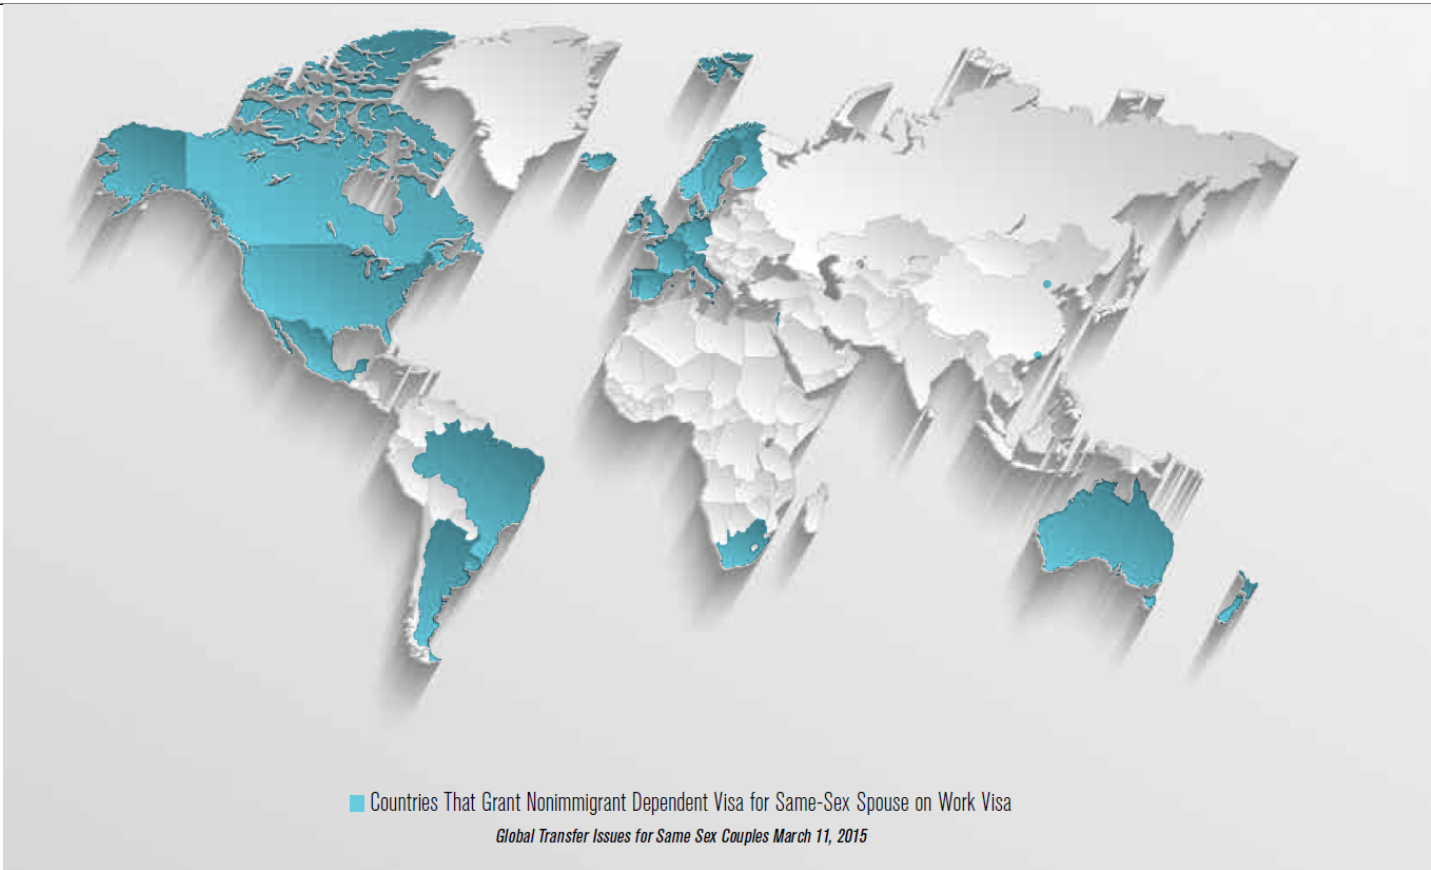 Countries That Grant Nonimmigrant Dependent Visa for Same-Sex Spouse on Work Visa
Global Transfer Issues for Same Sex Couples March 11, 2015